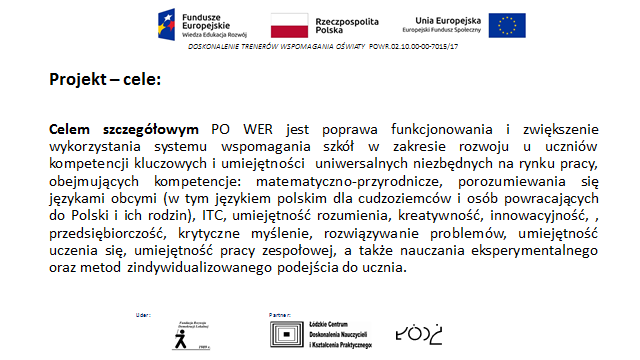 Fundusze
Europejskie
Wiedza Edukacja Rozwój
Rzeczpospolita
Polska
Unia Europejska
Europejski Fundusz Społeczny
DOSKONALENIE TRENERÓW WSPOMAGANIA OŚWIATY POWR.02.10.00-00-7015/17
Projekt – cele:
Celem szczegółowym PO WER jest poprawa funkcjonowania i zwiększenie
wykorzystania systemu wspomagania szkół w zakresie rozwoju u uczniów
kompetencji kluczowych i umiejętności uniwersalnych niezbędnych na rynku pracy,
obejmujących kompetencje: matematyczno-przyrodnicze, porozumiewania się
językami obcymi (w tym językiem polskim dla cudzoziemców i osób powracających
do Polski i ich rodzin), ITC, umiejętność rozumienia, kreatywność, innowacyjność, ,
przedsiębiorczość, krytyczne myślenie, rozwiązywanie problemów, umiejętność
uczenia się, umiejętność pracy zespołowej, a także nauczania eksperymentalnego
oraz metod zindywidualizowanego podejścia do ucznia.
Lider:
Partner:
Fundacja Rozwoju
Demokracji Lokalnej
Łódzkie Centrum
Doskonalenia Nauczycieli
i Kształcenia Praktycznego
ŁÓDŹ